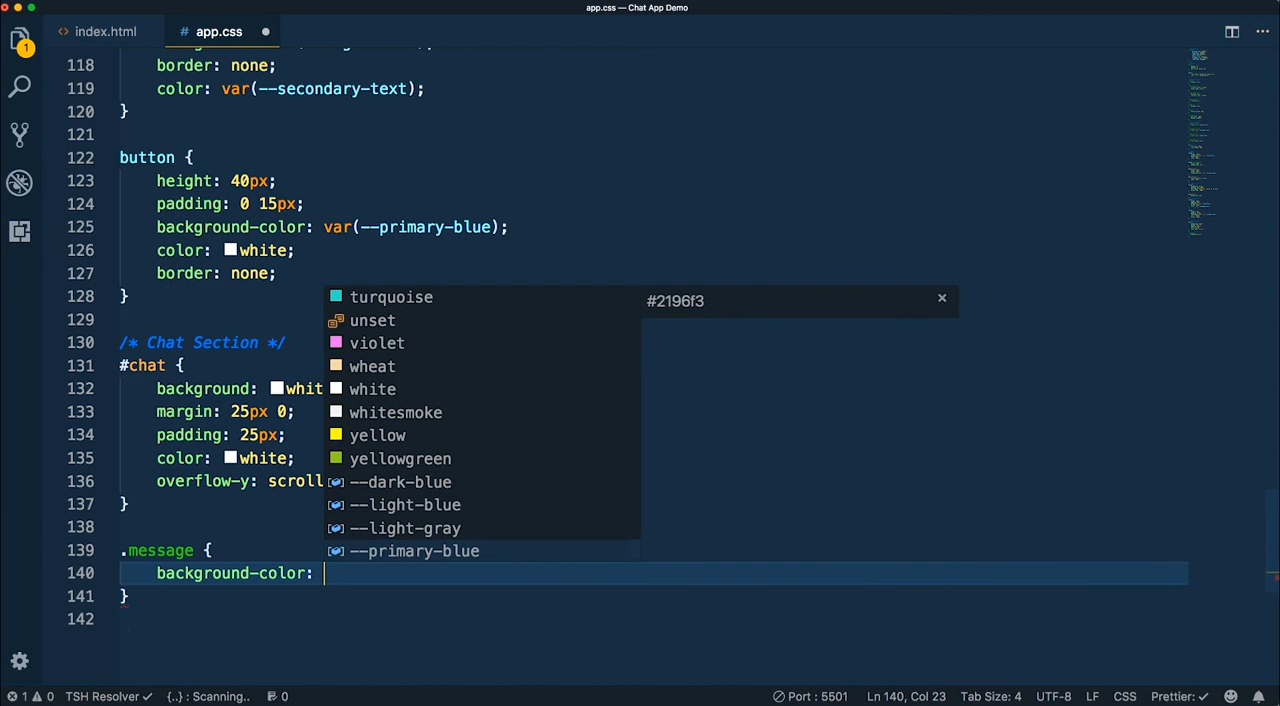 app.css — Chat App Demo
index.html
app.css
1
118 border: none;
119 color: var(--secondary-text);
120 }
121
122 button {
123 height: 40px;
124 padding: 0 15px;
125 background-color: var(--primary-blue);
126 color: white;
127 border: none;
128 }
129
130 /* Chat Section */
131 #chat {
132 background: whit
133 margin: 25px 0;
134 padding: 25px;
135 color: white;
136 overflow-y: scroll
137 }
138
139 .message {
140 background-color:
141 }
142
turquoise
unset
violet
wheat
white
whitesmoke
yellow
yellowgreen
--dark-blue
--light-blue
--light-gray
--primary-blue
#2196f3
1 0 TSH Resolver {..} : Scanning.. 0 Port : 5501 Ln 140, Col 23 Tab Size: 4 UTF-8 LF CSS Prettier: